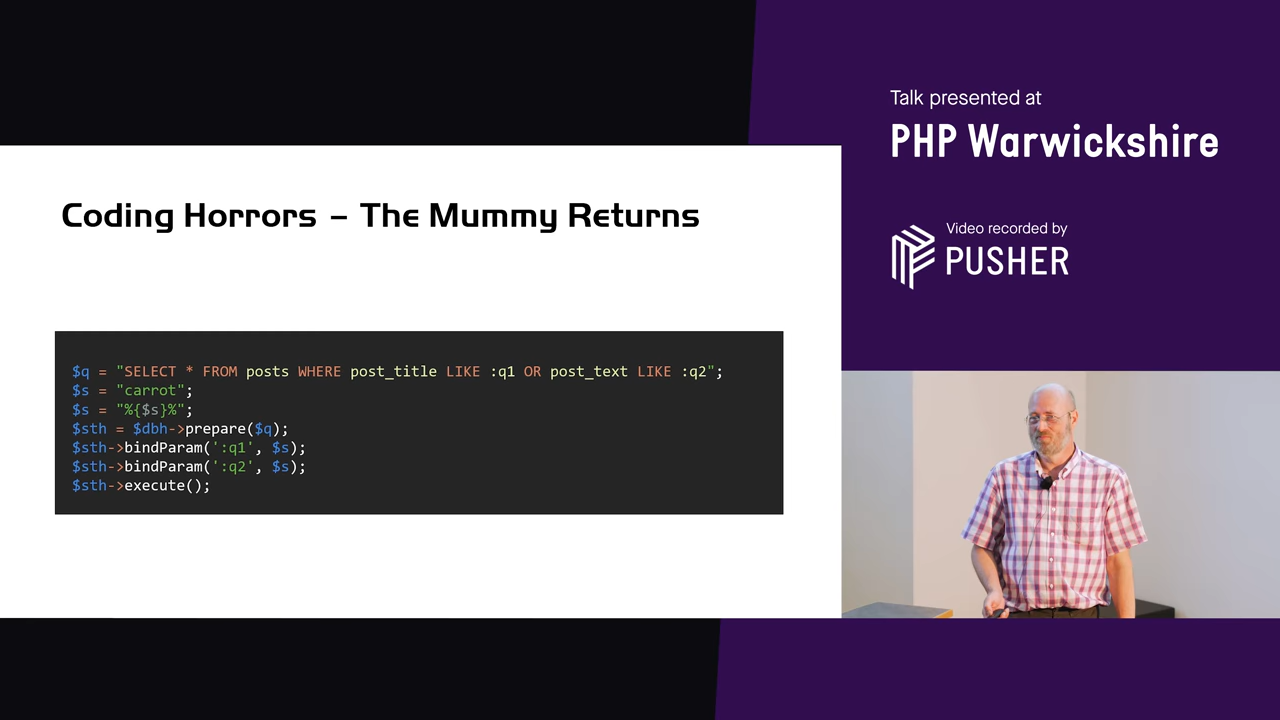 Talk presented at
PHP Warwickshire
Video recorded by
PUSHER
Coding Horrors – The Mummy Returns
$q = "SELECT * FROM posts WHERE post_title LIKE :q1 OR post_text LIKE :q2";
$s = "carrot";
$s = "%{$s}%";
$sth = $dbh->prepare($q);
$sth->bindParam(':q1', $s);
$sth->bindParam(':q2', $s);
$sth->execute();